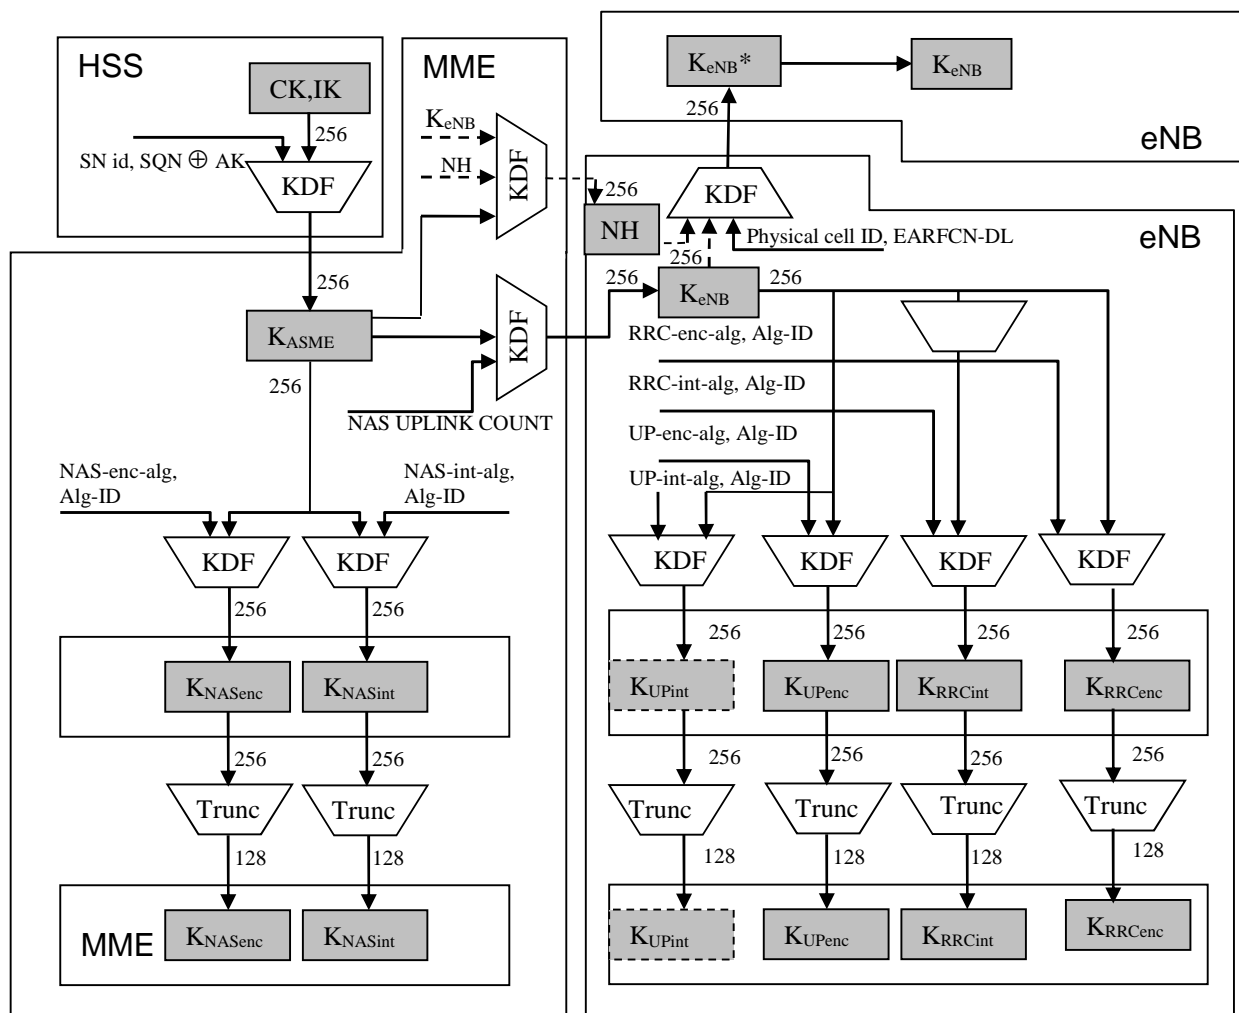 HSS
CK,IK
256
SN id, SQN ⊕ AK
KDF
256
MME
KeNB
NH
KDF
256
NH
KeNB*
KeNB
256
eNB
KDF
Physical cell ID, EARFCN-DL
eNB
256
256
KeNB
256
KASME
256
KDF
NAS UPLINK COUNT
RRC-enc-alg, Alg-ID
RRC-int-alg, Alg-ID
UP-enc-alg, Alg-ID
UP-int-alg, Alg-ID
NAS-enc-alg,
Alg-ID
NAS-int-alg,
Alg-ID
KDF
KDF
256
256
KNASenc
KNASint
256
256
Trunc
Trunc
128
128
MME
KNASenc
KNASint
KDF
KDF
KDF
KDF
256
256
256
256
KUPint
KUPenc
KRRCint
KRRCenc
256
256
256
256
Trunc
Trunc
Trunc
Trunc
128
128
128
128
KUPint
KUPenc
KRRCint
KRRCenc